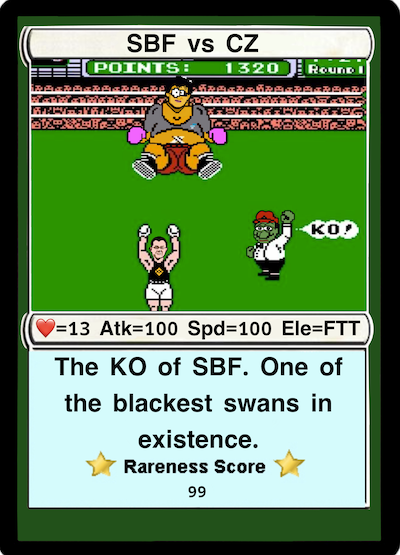 SBF vs CZ
POINTS: 1320
Round 1
KO!
❤️=13 Atk=100 Spd=100 Ele=FTT
The KO of SBF. One of
the blackest swans in
existence.
⭐ Rareness Score ⭐
99